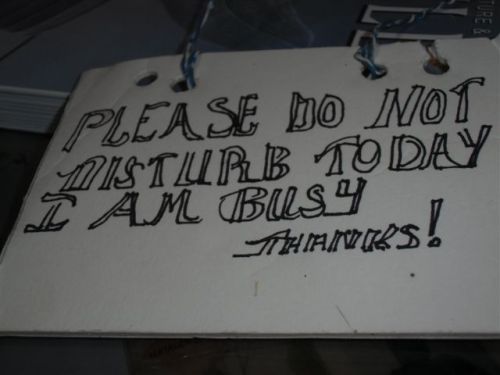 PLEASE DO NOT
DISTURB TODAY
I AM BUSY
THANKS!